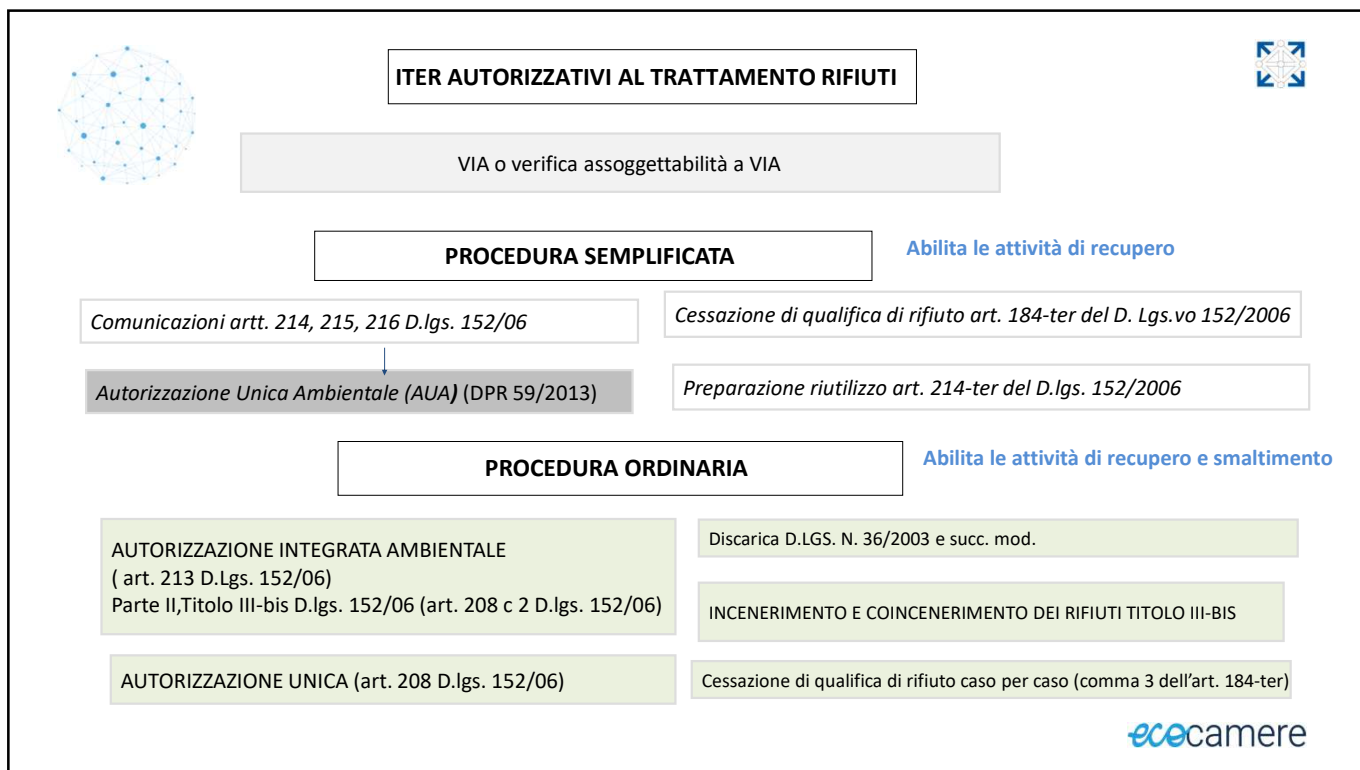 ITER AUTORIZZATIVI AL TRATTAMENTO RIFIUTI
VIA o verifica assoggettabilità a VIA
PROCEDURA SEMPLIFICATA
Abilita le attività di recupero
Comunicazioni artt. 214, 215, 216 D.lgs. 152/06
Cessazione di qualifica di rifiuto art. 184-ter del D. Lgs.vo 152/2006
Autorizzazione Unica Ambientale (AUA) (DPR 59/2013)
Preparazione riutilizzo art. 214-ter del D.lgs. 152/2006
PROCEDURA ORDINARIA
Abilita le attività di recupero e smaltimento
AUTORIZZAZIONE INTEGRATA AMBIENTALE
( art. 213 D.Lgs. 152/06)
Parte II,Titolo III-bis D.lgs. 152/06 (art. 208 c 2 D.lgs. 152/06)
Discarica D.LGS. N. 36/2003 e succ. mod.
INCENERIMENTO E COINCENERIMENTO DEI RIFIUTI TITOLO III-BIS
AUTORIZZAZIONE UNICA (art. 208 D.lgs. 152/06)
Cessazione di qualifica di rifiuto caso per caso (comma 3 dell'art. 184-ter)
ecocamere